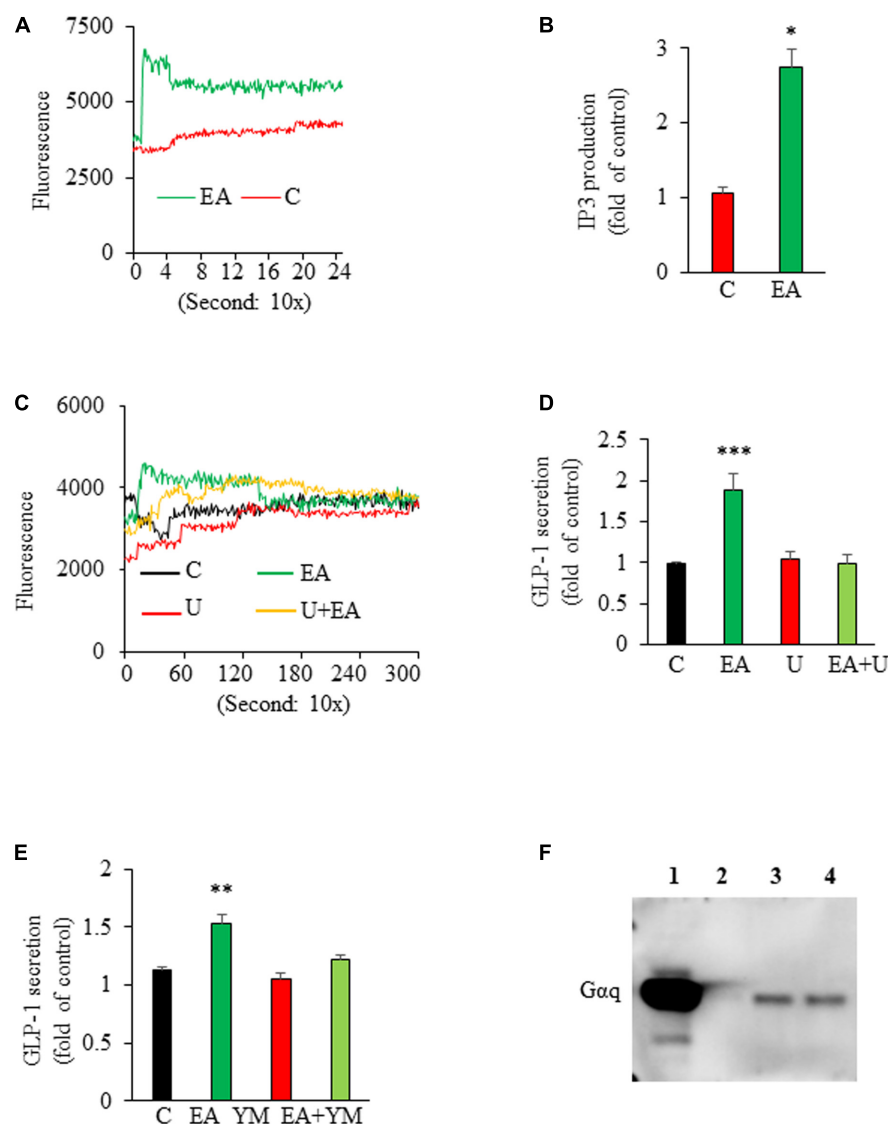 A
7500
5000
2500
0
Fluorescence
EA
C
0 4 8 12 16 20 24
(Second: 10x)
B
3
2
1
0
IP3 production
(fold of control)
*
C EA
C
6000
4000
2000
0
Fluorescence
C
EA
U
U+EA
0 60 120 180 240 300
(Second: 10x)
D
2.5
2
1.5
1
0.5
0
GLP-1 secretion
(fold of control)
***
C EA U EA+U
E
2
1.5
1
0.5
0
GLP-1 secretion
(fold of control)
**
C EA YM EA+YM
F
1 2 3 4
Gαq